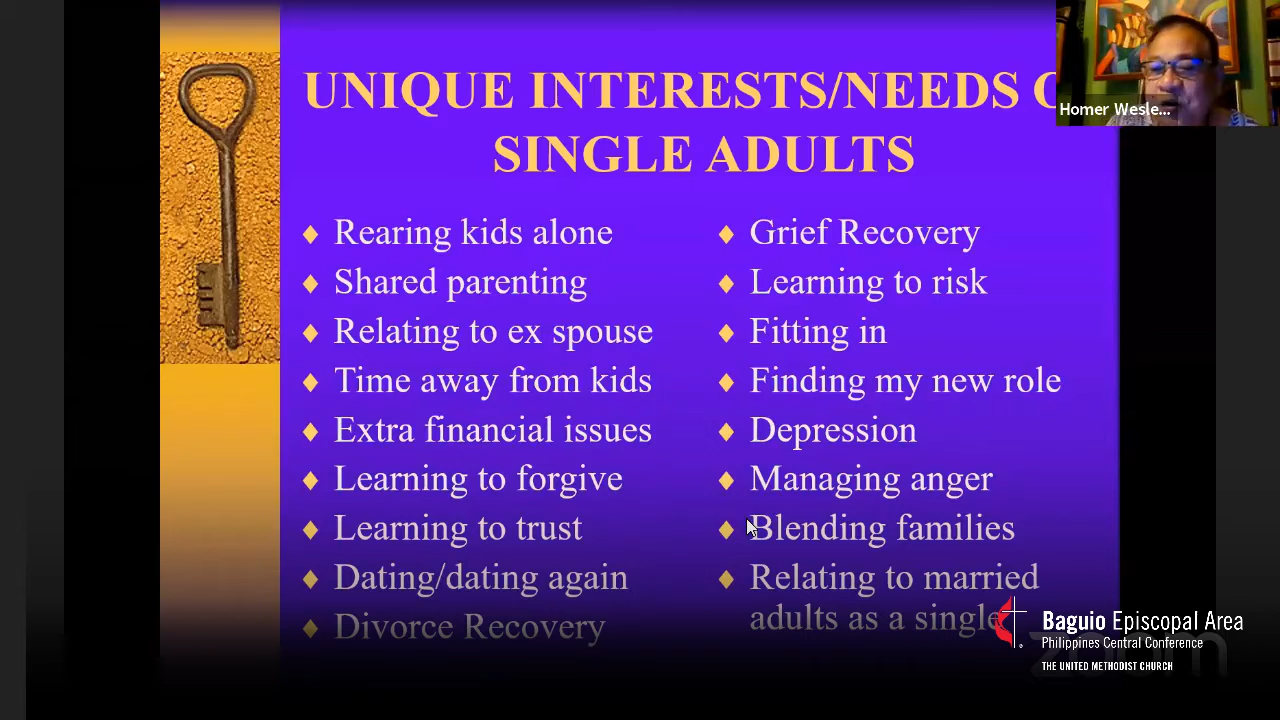 UNIQUE INTERESTS/NEEDS
SINGLE ADULTS
Homer Wesle...
Rearing kids alone
Shared parenting
Relating to ex spouse
Time away from kids
Extra financial issues
Learning to forgive
Learning to trust
Dating/dating again
Divorce Recovery
Grief Recovery
Learning to risk
Fitting in
Finding my new role
Depression
Managing anger
Blending families
Relating to married
adults as a single
Baguio Episcopal Area
Philippines Central Conference
THE UNITED METHODIST CHURCH
zoom